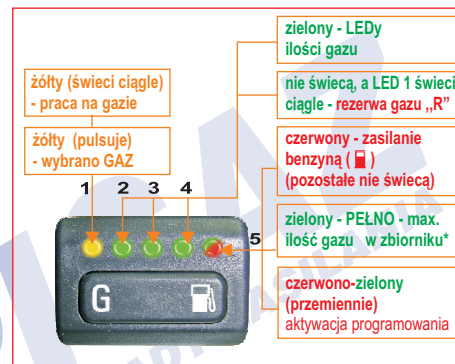 zielony - LEDy
ilości gazu
nie świecą, a LED 1 świeci
ciągle - rezerwa gazu ,,R”
żółty (świeci ciągle)
- praca na gazie
żółty (pulsuje)
- wybrano GAZ
czerwony - zasilanie
benzyną ( )
(pozostałe nie świecą)
1 2 3 4
5
zielony - PEŁNO - max.
ilość gazu w zbiorniku*
G
czerwono-zielony
(przemiennie)
aktywacja programowania